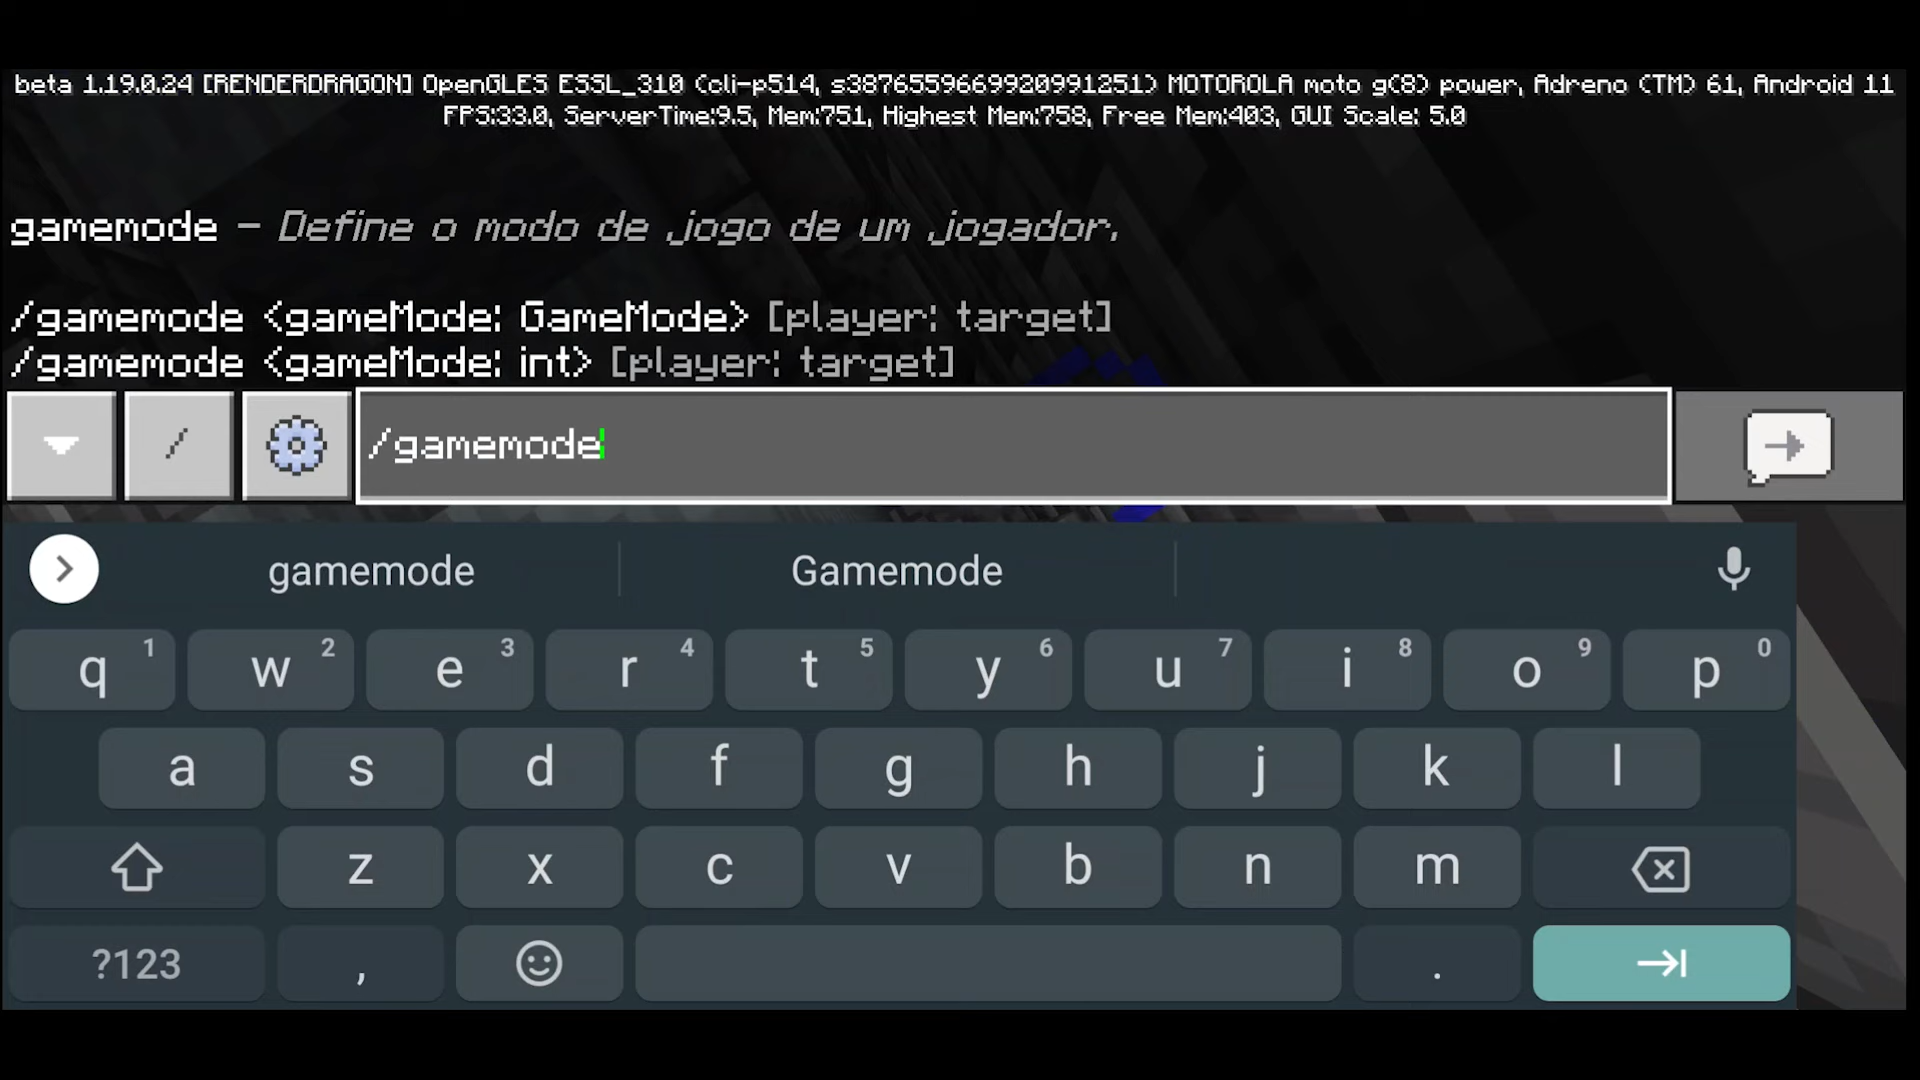 beta 1.19.0.24 [RENDERDRAGON] OpenGLES ESSL_310 (cli-p514, s3876559669920991251) MOTOROLA moto g(8) power, Adreno (TM) 61, Android 11
FPS:33.0, ServerTime:9.5, Mem:751, Highest Mem:758, Free Mem:403, GUI Scale: 5.0
gamemode – Define o modo de jogo de um jogador.
/gamemode <gameMode: GameMode> [player: target]
/gamemode <gameMode: int> [player: target]
/ /gamemode
gamemode Gamemode
q 1 w 2 e 3 r 4 t 5 y 6 u 7 i 8 o 9 p 0
a s d f g h j k l
z x c v b n m
?123 , .